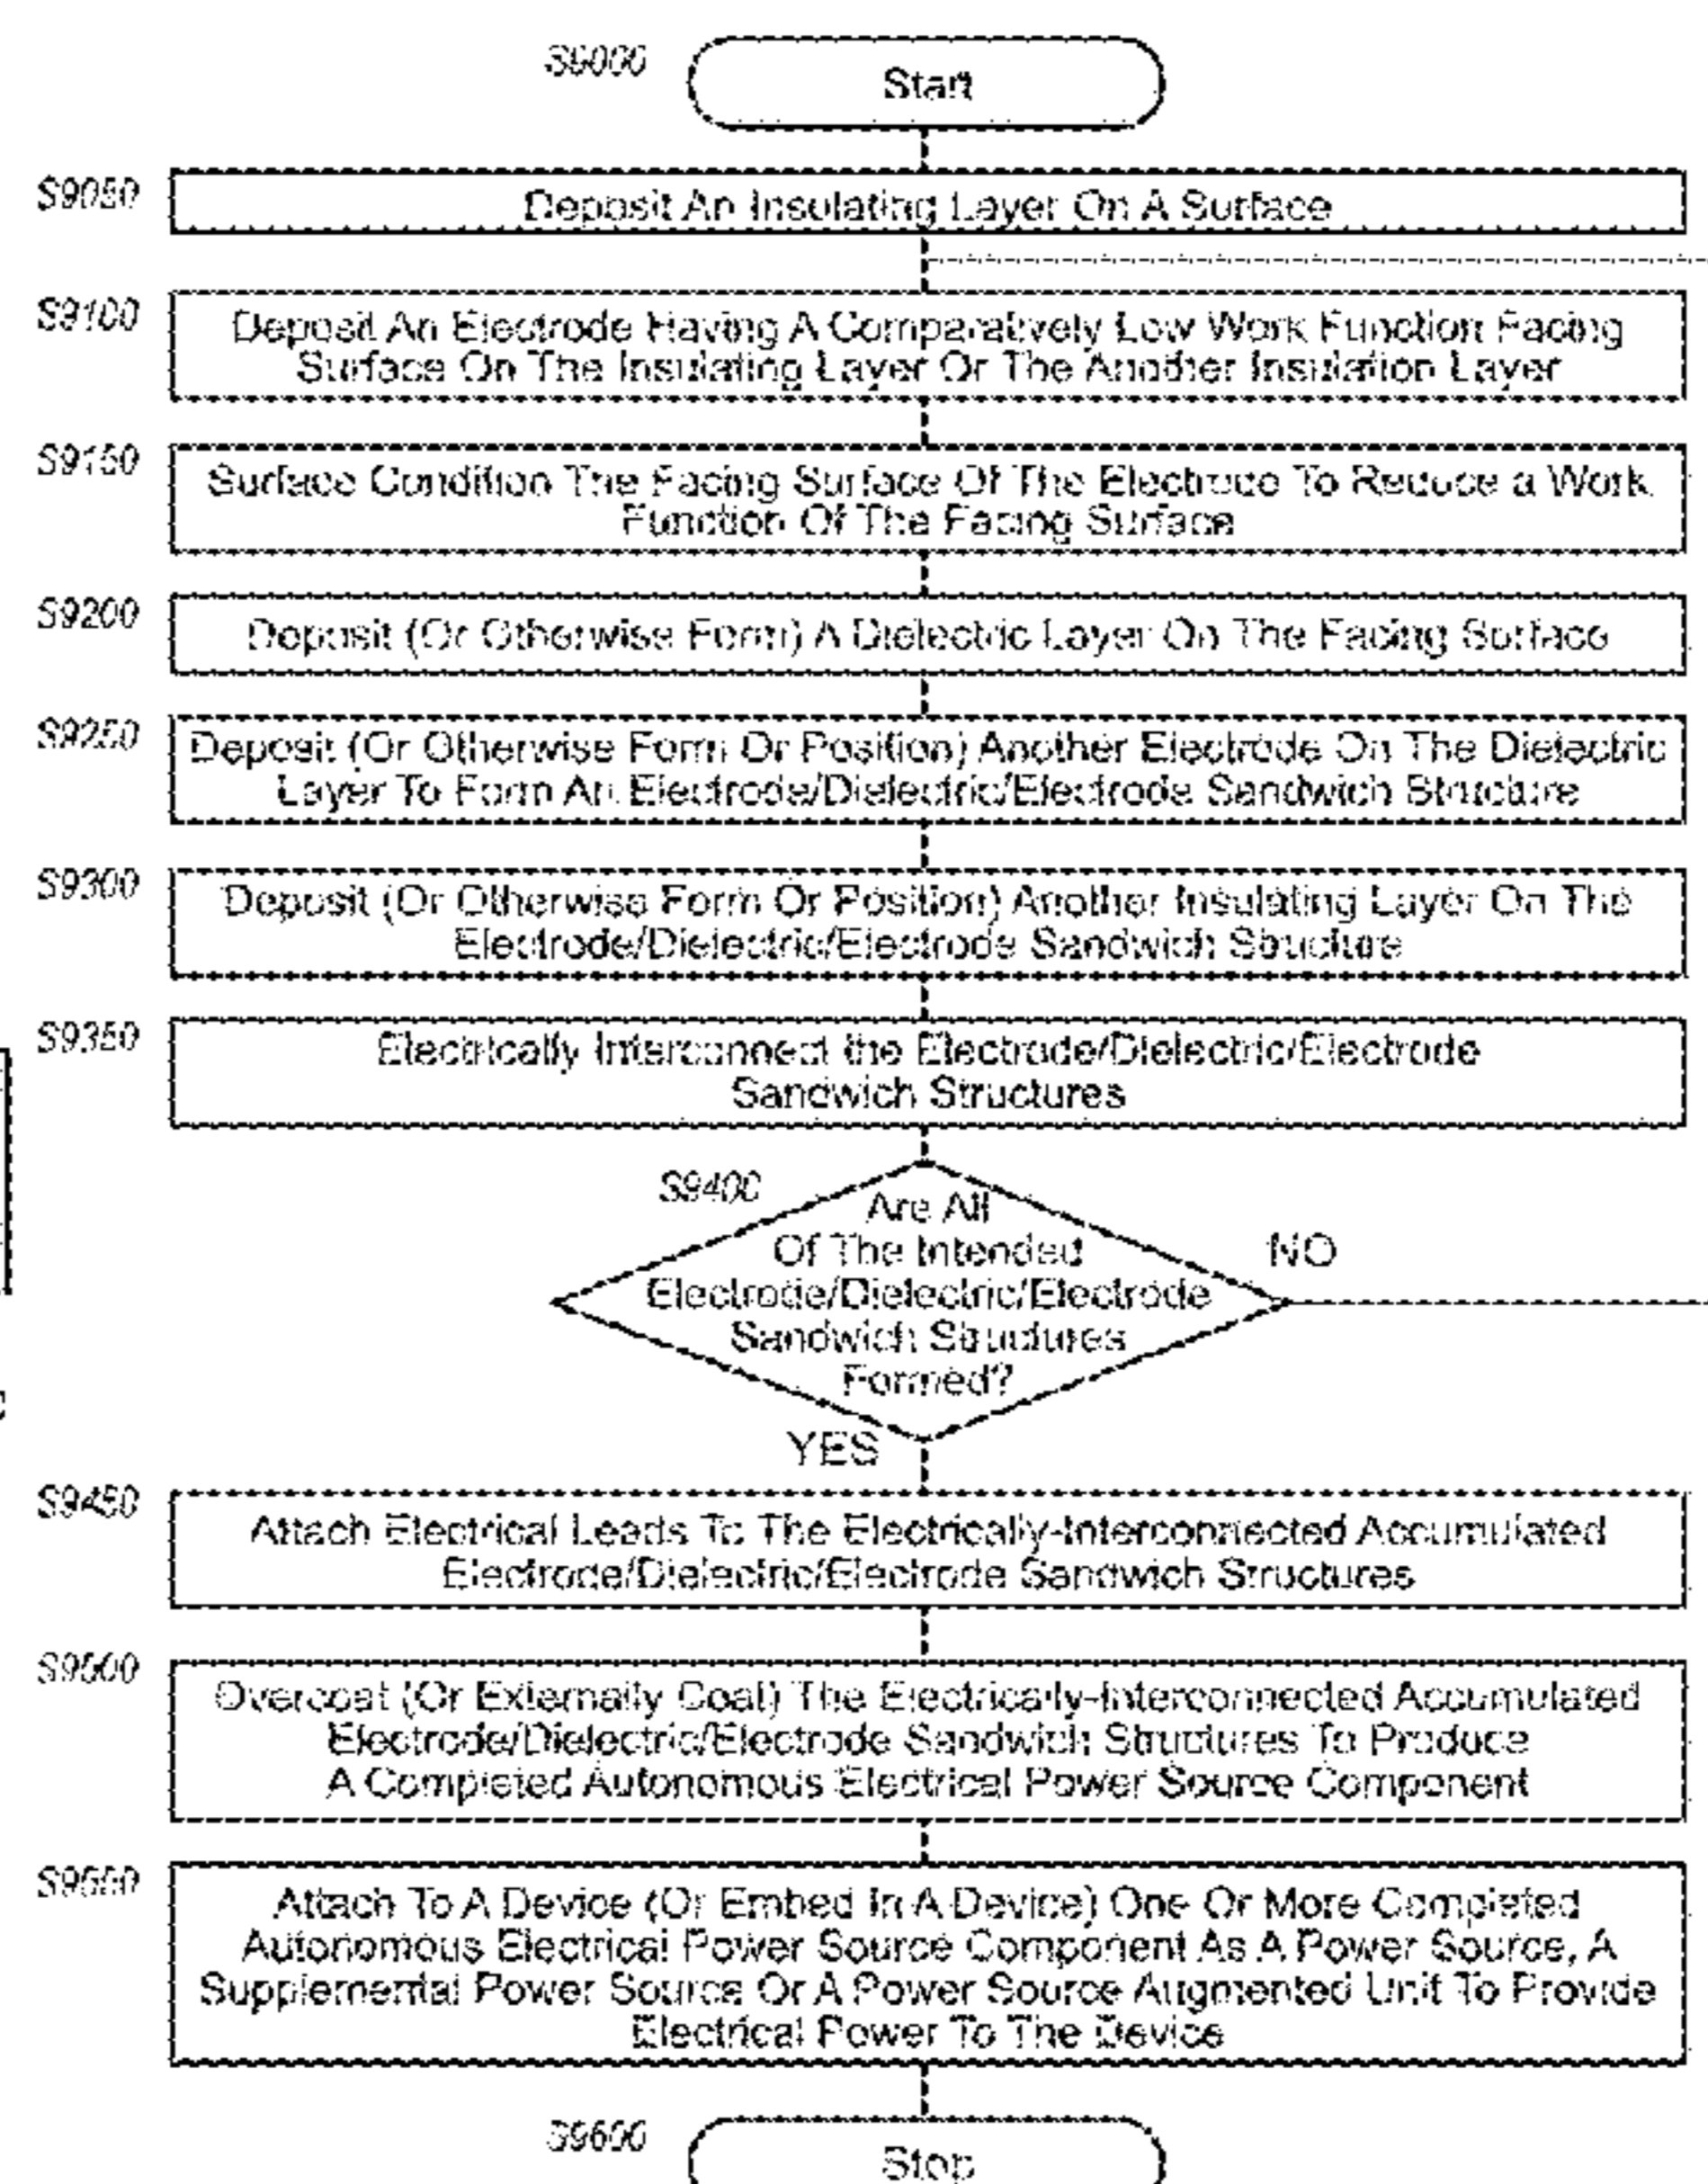 S9000
Start
S9050
Deposit An Insulating Layer On A Surface
S9100
Deposit An Electrode Having A Comparatively Low Work Function Facing
Surface On The Insulating Layer Or The Another Insulation Layer
S9150
Surface Condition The Facing Surface Of The Electrode To Reduce a Work
Function Of The Facing Surface
S9200
Deposit (Or Otherwise Form) A Dielectric Layer On The Facing Surface
S9250
Deposit (Or Otherwise Form Or Position) Another Electrode On The Dielectric
Layer To Form An Electrode/Dielectric/Electrode Sandwich Structure
S9300
Deposit (Or Otherwise Form Or Position) Another Insulating Layer On The
Electrode/Dielectric/Electrode Sandwich Structure
S9350
Electrically Interconnect the Electrode/Dielectric/Electrode
Sandwich Structures
S9400
Are All
Of The Intended
Electrode/Dielectric/Electrode
Sandwich Structures
Formed?
NO
YES
S9450
Attach Electrical Leads To The Electrically-Interconnected Accumulated
Electrode/Dielectric/Electrode Sandwich Structures
S9500
Overcoat (Or Externally Coat) The Electrically-Interconnected Accumulated
Electrode/Dielectric/Electrode Sandwich Structures To Produce
A Completed Autonomous Electrical Power Source Component
S9550
Attach To A Device (Or Embed In A Device) One Or More Completed
Autonomous Electrical Power Source Component As A Power Source, A
Supplemental Power Source Or A Power Source Augmented Unit To Provide
Electrical Power To The Device
S9600
Stop